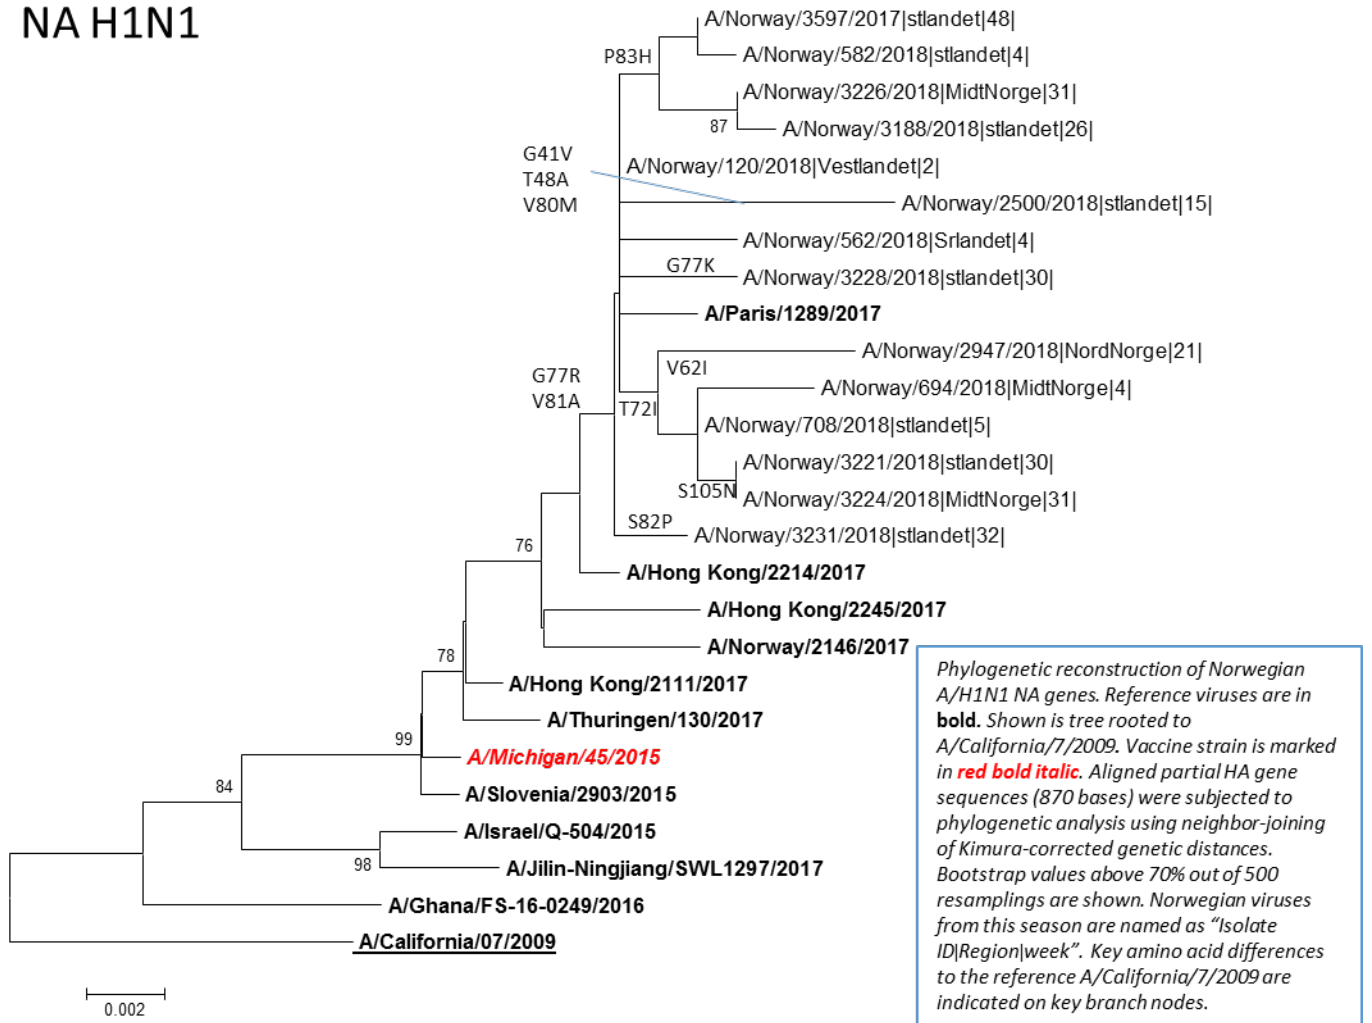 NA H1N1
A/Norway/3597/2017|stlandet|48|
P83H
A/Norway/582/2018|stlandet|4|
A/Norway/3226/2018|MidtNorge|31|
87
A/Norway/3188/2018|stlandet|26|
G41V
T48A
V80M
A/Norway/120/2018|Vestlandet|2|
A/Norway/2500/2018|stlandet|15|
A/Norway/562/2018|Srlandet|4|
G77K
A/Norway/3228/2018|stlandet|30|
A/Paris/1289/2017
A/Norway/2947/2018|NordNorge|21|
V62I
G77R
V81A
A/Norway/694/2018|MidtNorge|4|
T72I
A/Norway/708/2018|stlandet|5|
A/Norway/3221/2018|stlandet|30|
S105N
A/Norway/3224/2018|MidtNorge|31|
S82P
A/Norway/3231/2018|stlandet|32|
76
A/Hong Kong/2214/2017
A/Hong Kong/2245/2017
A/Norway/2146/2017
78
A/Hong Kong/2111/2017
A/Thuringen/130/2017
99
A/Michigan/45/2015
84
A/Slovenia/2903/2015
A/Israel/Q-504/2015
98
A/Jilin-Ningjiang/SWL1297/2017
A/Ghana/FS-16-0249/2016
A/California/07/2009
0.002
Phylogenetic reconstruction of Norwegian
A/H1N1 NA genes. Reference viruses are in
bold. Shown is tree rooted to
A/California/7/2009. Vaccine strain is marked
in red bold italic. Aligned partial HA gene
sequences (870 bases) were subjected to
phylogenetic analysis using neighbor-joining
of Kimura-corrected genetic distances.
Bootstrap values above 70% out of 500
resamplings are shown. Norwegian viruses
from this season are named as “Isolate
ID|Region|week”. Key amino acid differences
to the reference A/California/7/2009 are
indicated on key branch nodes.